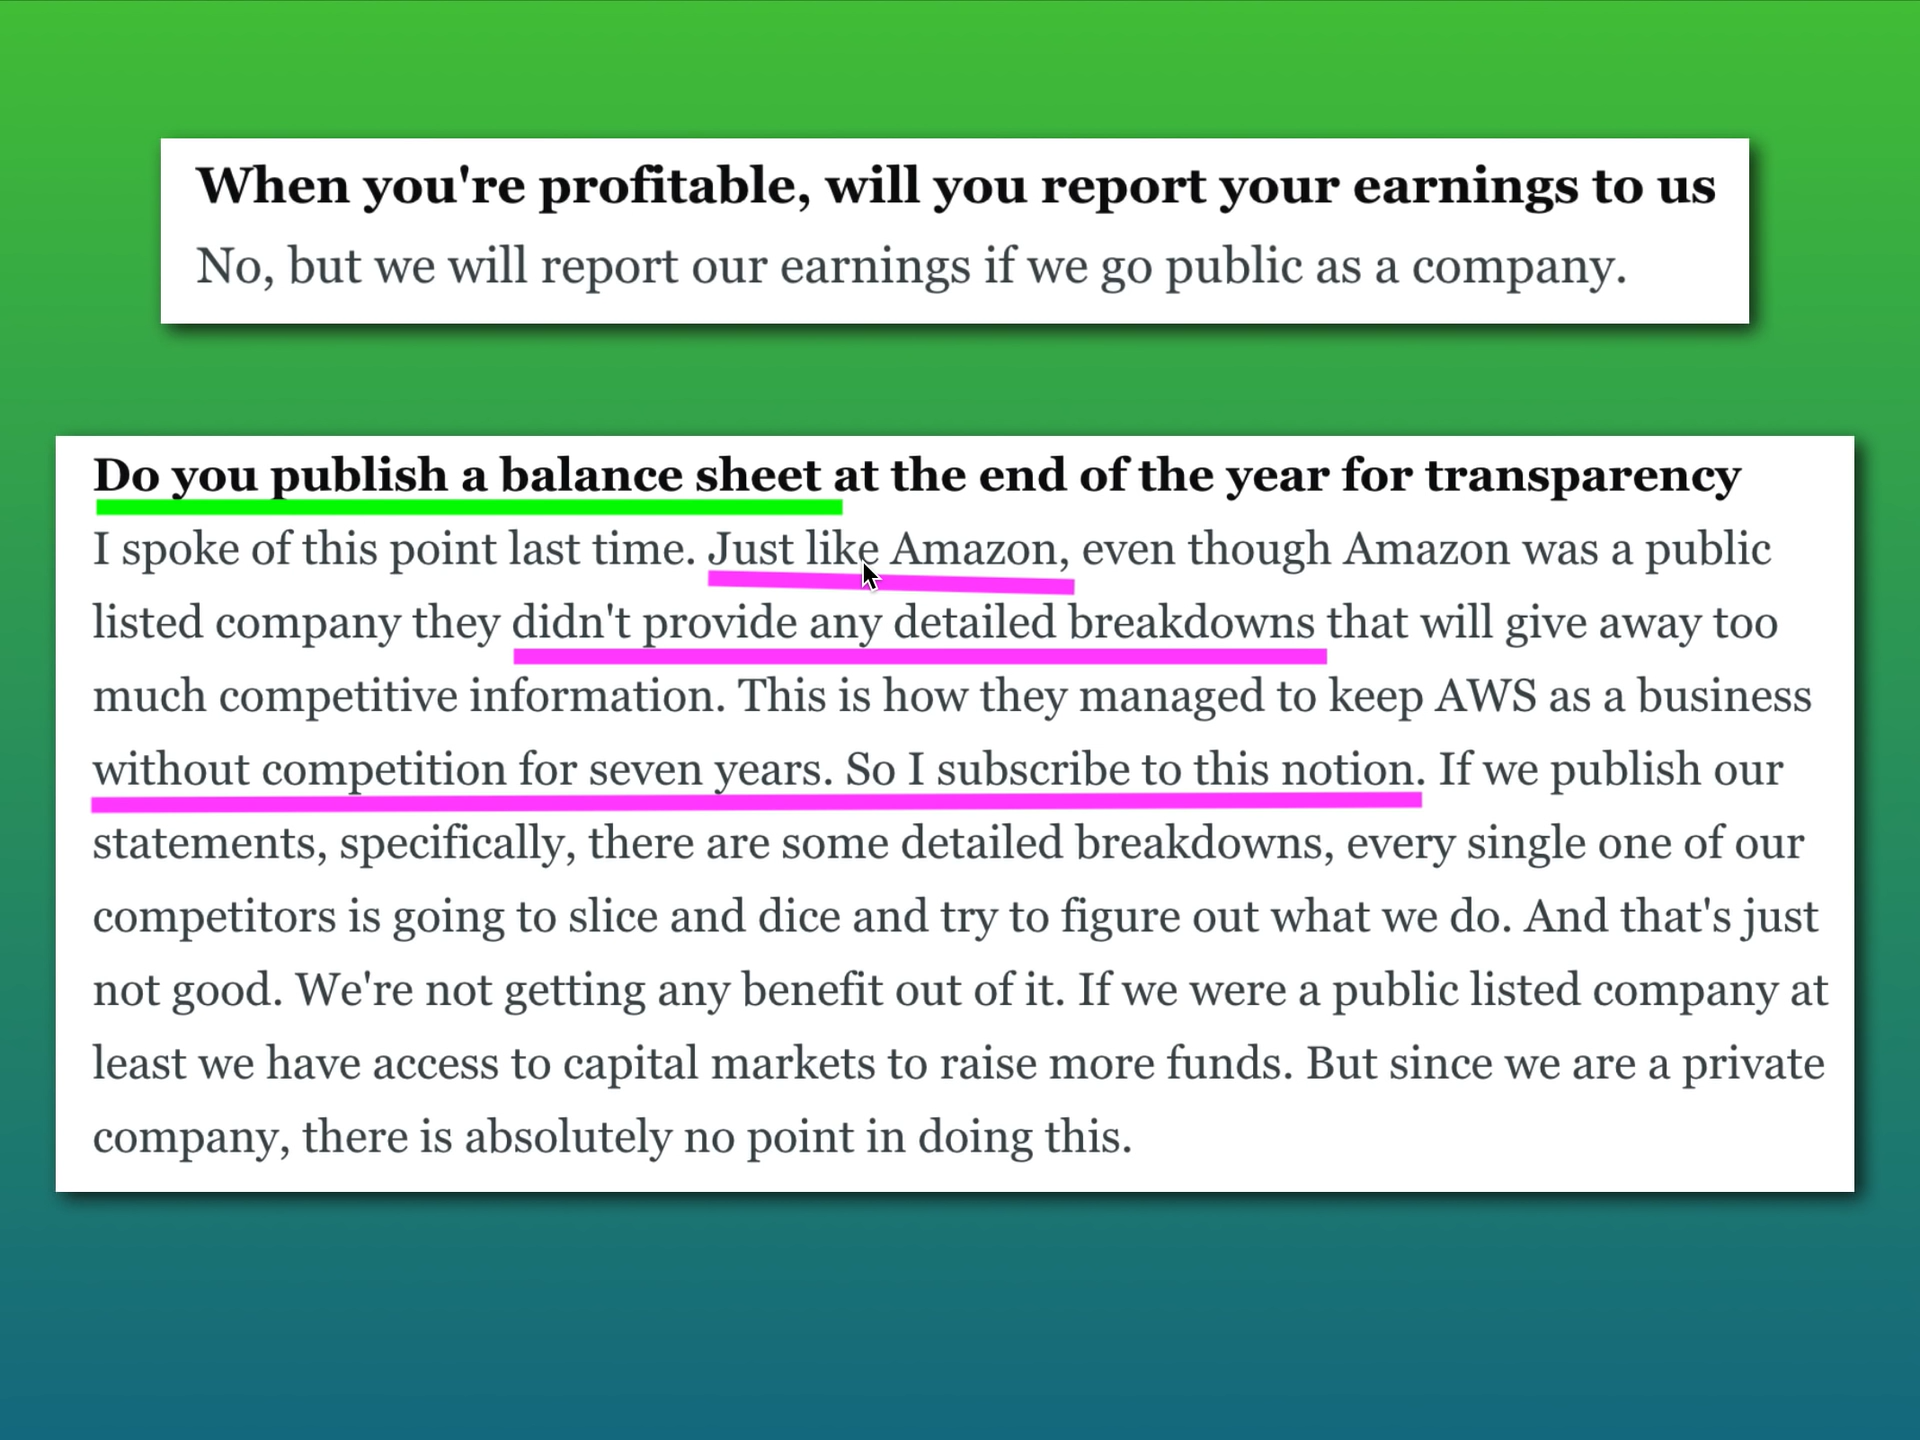 When you're profitable, will you report your earnings to us
No, but we will report our earnings if we go public as a company.
Do you publish a balance sheet at the end of the year for transparency
I spoke of this point last time. Just like Amazon, even though Amazon was a public
listed company they didn't provide any detailed breakdowns that will give away too
much competitive information. This is how they managed to keep AWS as a business
without competition for seven years. So I subscribe to this notion. If we publish our
statements, specifically, there are some detailed breakdowns, every single one of our
competitors is going to slice and dice and try to figure out what we do. And that's just
not good. We're not getting any benefit out of it. If we were a public listed company at
least we have access to capital markets to raise more funds. But since we are a private
company, there is absolutely no point in doing this.